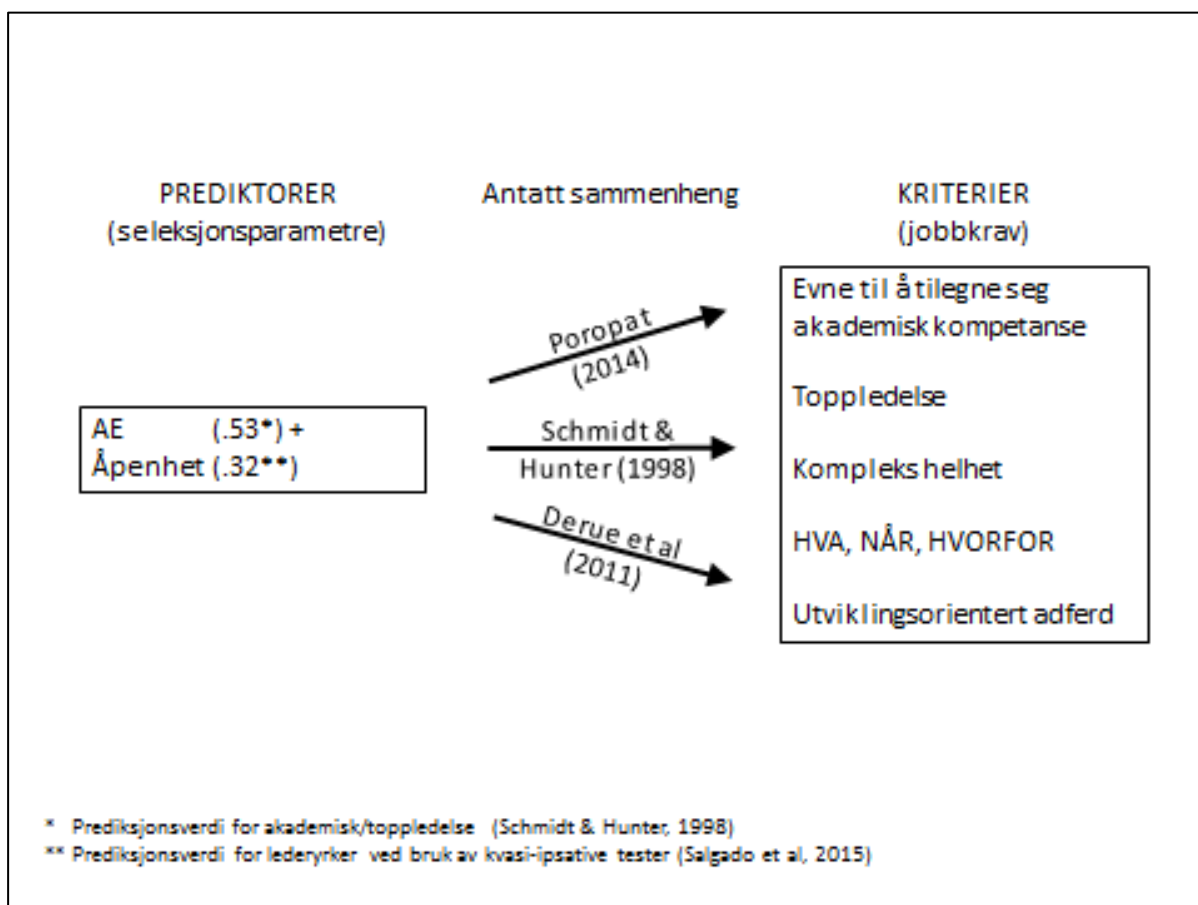 PREDIKTORER
(seleksjonsparametre)
Antatt sammenheng
KRITERIER
(jobbkrav)
AE (.53*) +
Åpenhet (.32**)
Poropat
(2014)
Schmidt &
Hunter (1998)
Derue et al
(2011)
Evne til å tilegne seg
akademisk kompetanse
Toppledelse
Kompleks helhet
HVA, NÅR, HVORFOR
Utviklingsorientert adferd
* Prediksjonsverdi for akademisk/toppledelse (Schmidt & Hunter, 1998)
** Prediksjonsverdi for lederyrker ved bruk av kvasi-ipsative tester (Salgado et al, 2015)